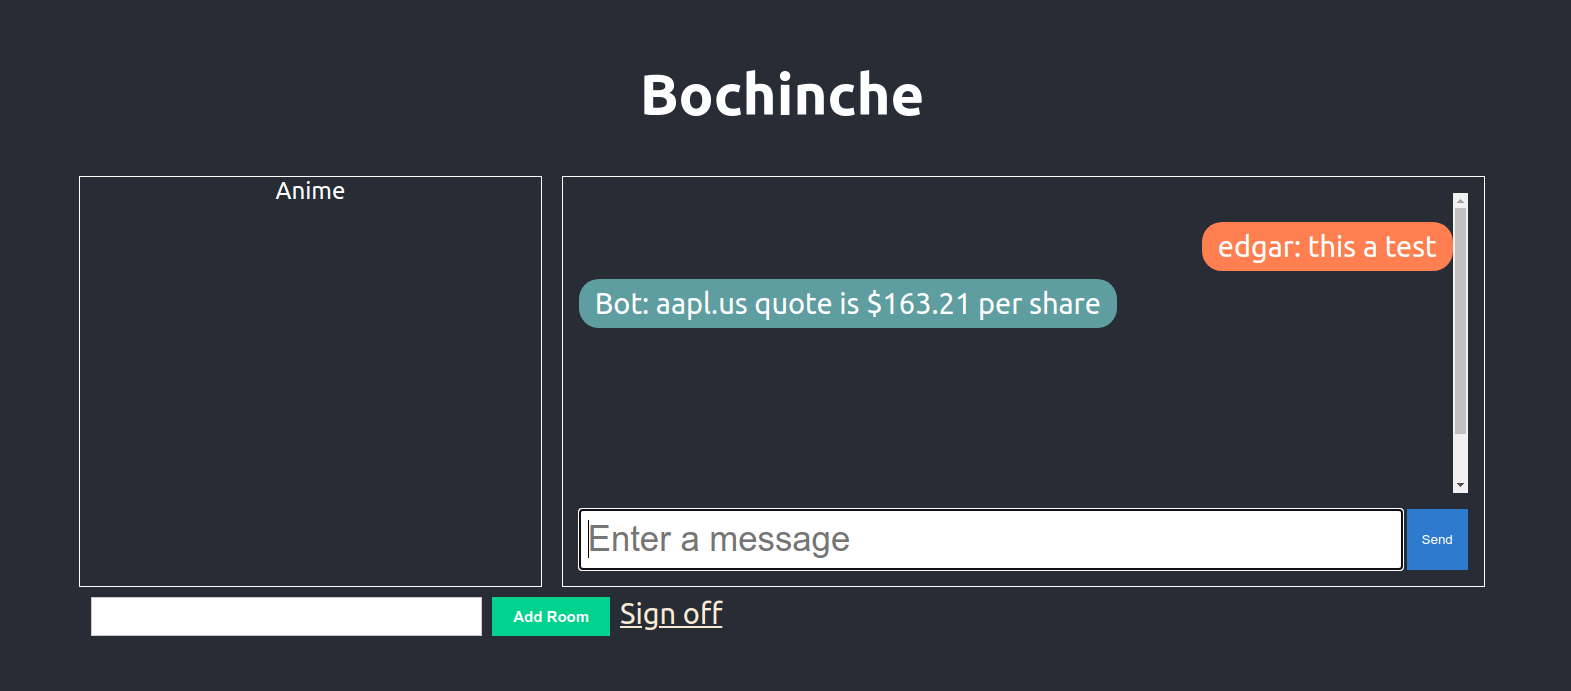 Bochinche
Anime
edgar: this a test
Bot: aapl.us quote is $163.21 per share
Enter a message
Send
Add Room
Sign off